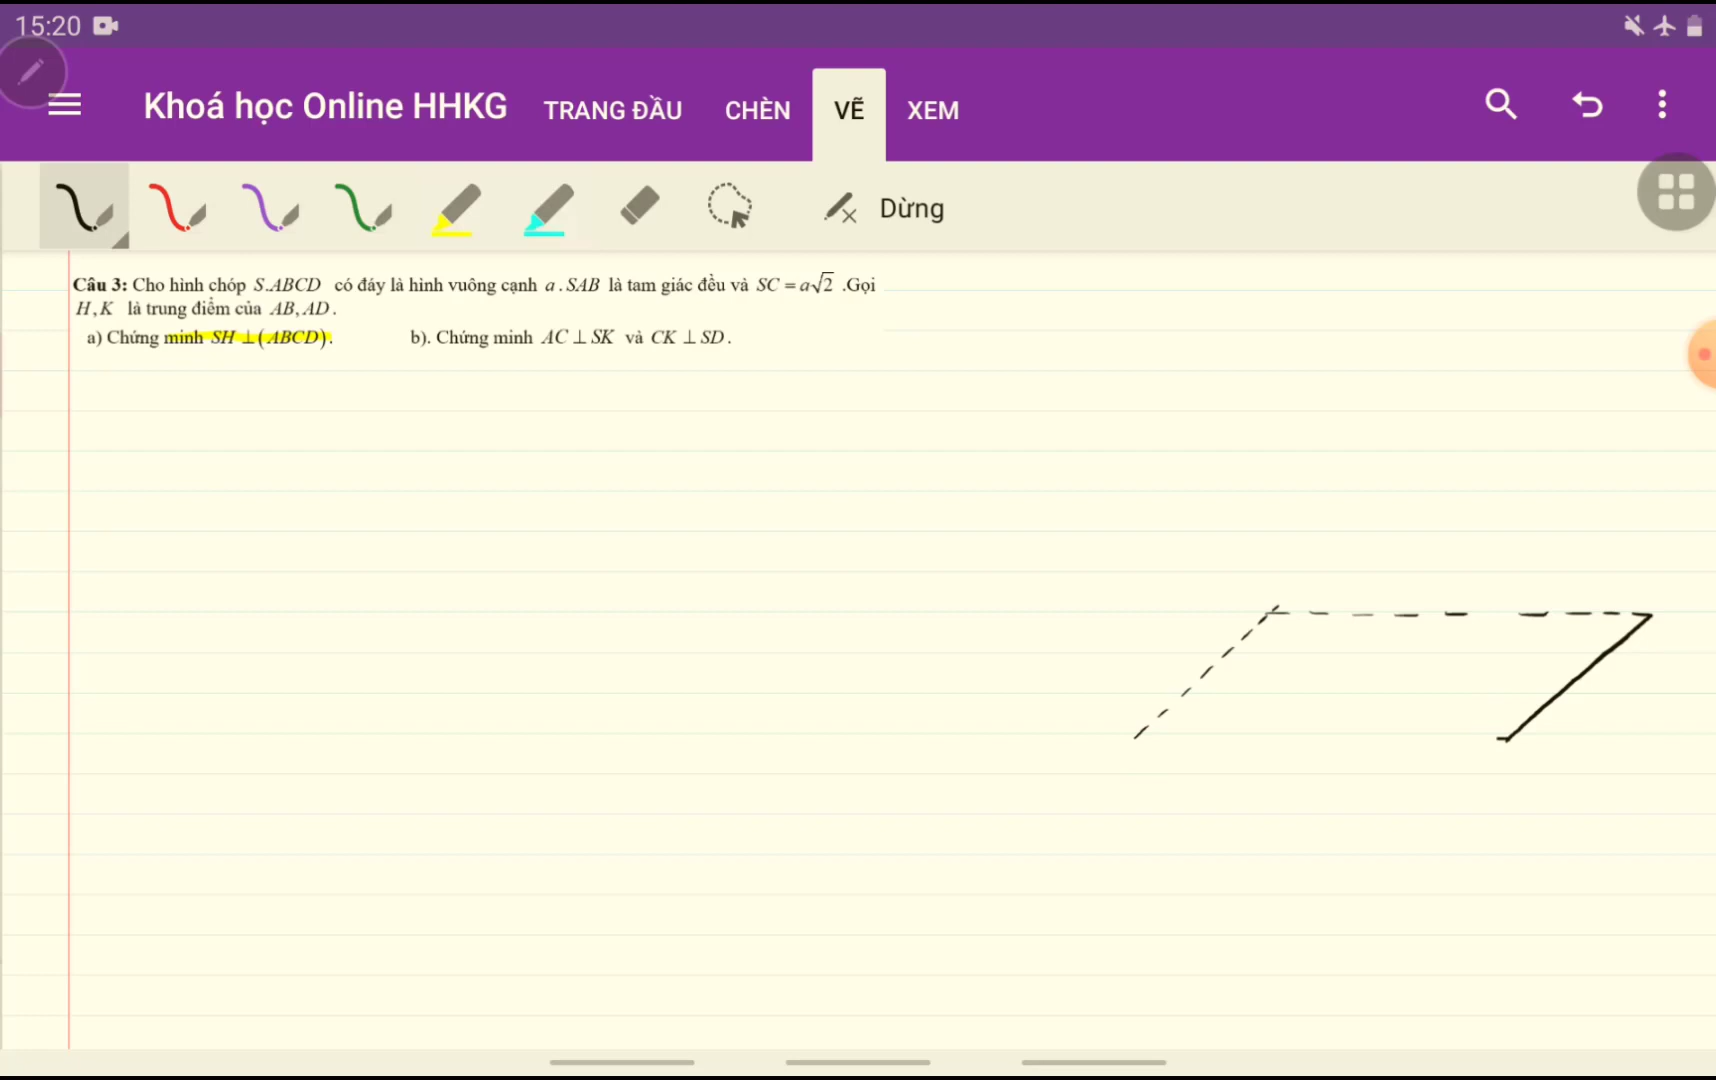 15:20
Khoá học Online HHKG TRANG ĐẦU CHÈN VẼ XEM
Dừng
Câu 3: Cho hình chóp S.ABCD có đáy là hình vuông cạnh a. SAB là tam giác đều và SC = a√2 .Gọi
H,K là trung điểm của AB, AD.
a) Chứng minh SH ⊥ (ABCD). b). Chứng minh AC ⊥ SK và CK ⊥ SD.